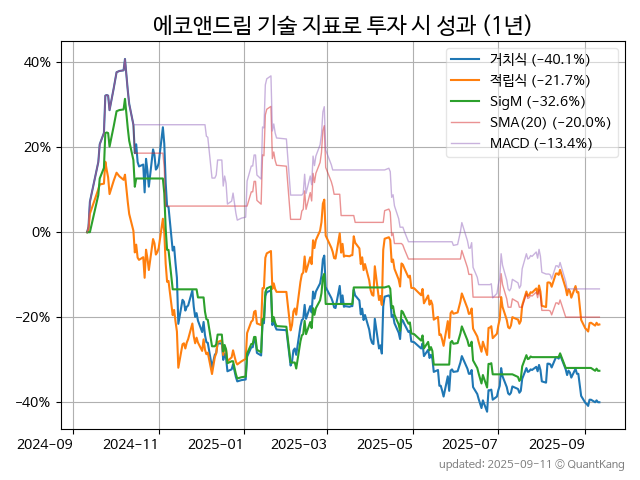 에코앤드림 기술 지표로 투자 시 성과 (1년)
거치식 (−40.1%)
적립식 (−21.7%)
SigM (−32.6%)
SMA(20) (−20.0%)
MACD (−13.4%)
40%
20%
0%
−20%
−40%
2024-09
2024-11
2025-01
2025-03
2025-05
2025-07
2025-09
updated: 2025-09-11 © QuantKang